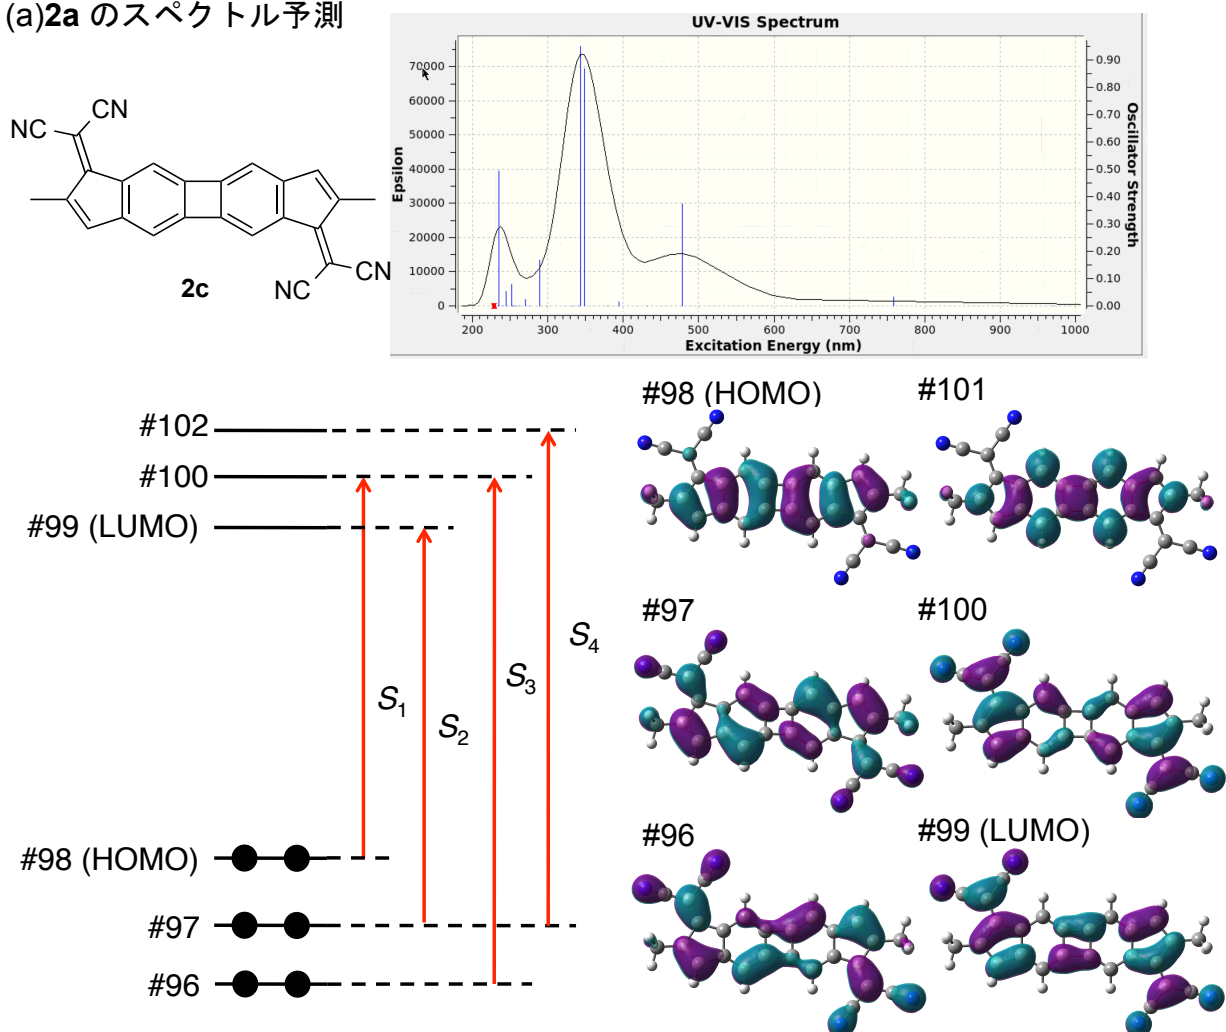 (a)2a のスペクトル予測
NC
CN
CN
NC
2c
UV-VIS Spectrum
70000
60000
50000
40000
30000
20000
10000
0
Epsilon
0.90
0.80
0.70
0.60
0.50
0.40
0.30
0.20
0.10
0.00
Oscillator Strength
200 300 400 500 600 700 800 900 1000
Excitation Energy (nm)
#102
#100
#99 (LUMO)
S1
S2
S3
S4
#98 (HOMO)
#97
#96
#98 (HOMO)
#101
#97
#100
#96
#99 (LUMO)